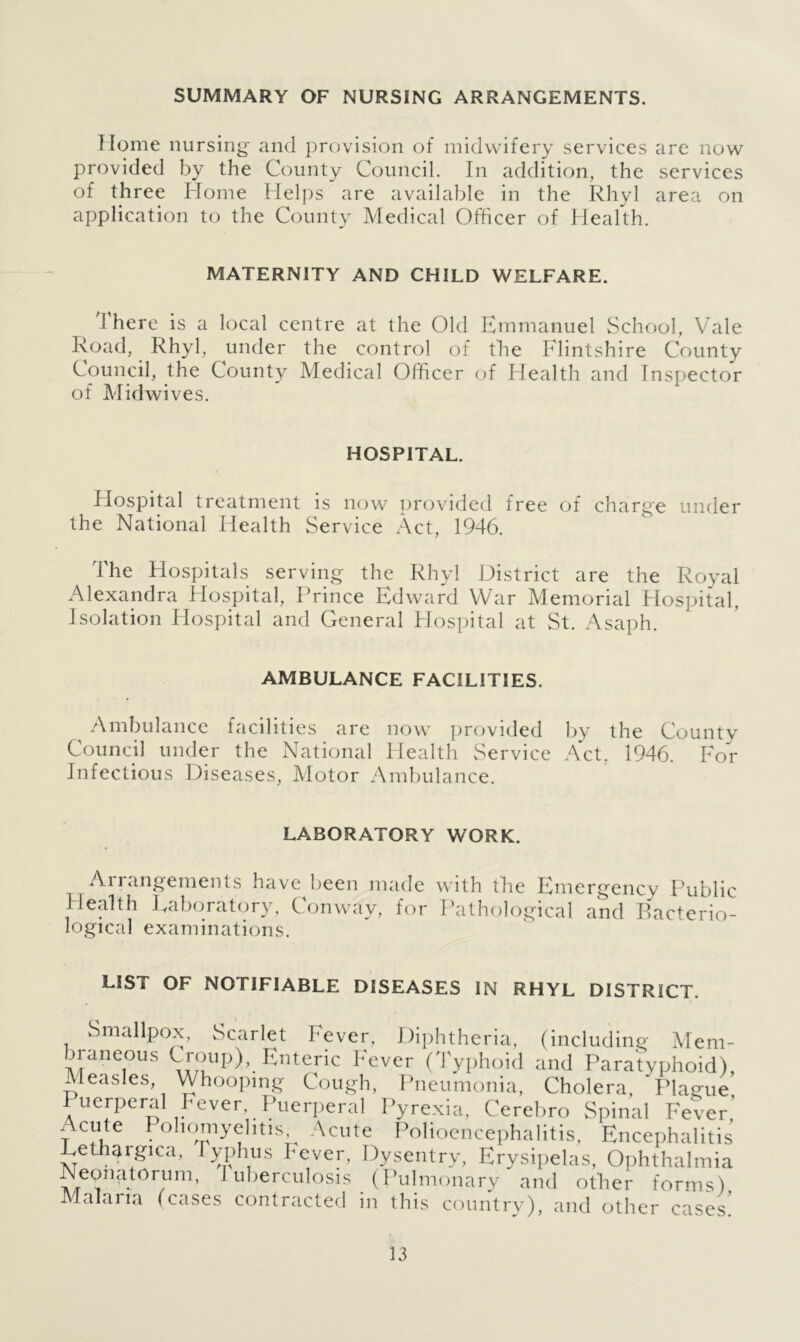 SUMMARY OF NURSING ARRANGEMENTS.
Home nursing and provision of midwifery services are now
provided by the County Council. In addition, the services
of three Home Helps are available in the Rhyl area on
application to the County Medical Officer of Health.
MATERNITY AND CHILD WELFARE.
There is a local centre at the Old Emmanuel School, Vale
Road, Rhyl, under the control of the Flintshire County
Council, the County Medical Officer of Health and Inspector
of Midwives.
HOSPITAL.
Hospital treatment is now provided free of charge under
the National Health Service Act, 1946.
The Hospitals serving the Rhyl District are the Royal
Alexandra Hospital, Prince Edward War Memorial Hospital,
Isolation Hospital and General Hospital at St. Asaph.
AMBULANCE FACILITIES.
Ambulance facilities are now provided by the County
Council under the National Health Service Act, 1946. For
Infectious Diseases, Motor Ambulance.
LABORATORY WORK.
Arrangements have been made with the Emergency Public
Health Laboratory, Conway, for Pathological and Bacterio-
logical examinations.
LIST OF NOTIFIABLE DISEASES IN RHYL DISTRICT.
Smallpox, Scarlet Fever, Diphtheria, (including Mem-
braneous Croup), Enteric Fever (Typhoid and Paratyphoid),
Measles, Whooping Cough, Pneumonia, Cholera, Plague,
Puerperal Fever, Puerperal Pyrexia, Cerebro Spinal Fever,
Acute Poliomyelitis, Acute Polioencephalitis, Encephalitis
Lethargica, Typhus Fever, Dysentry, Erysipelas, Ophthalmia
Neonatorum, Tuberculosis (Pulmonary and other forms),
Malaria (cases contracted in this country), and other cases.
13